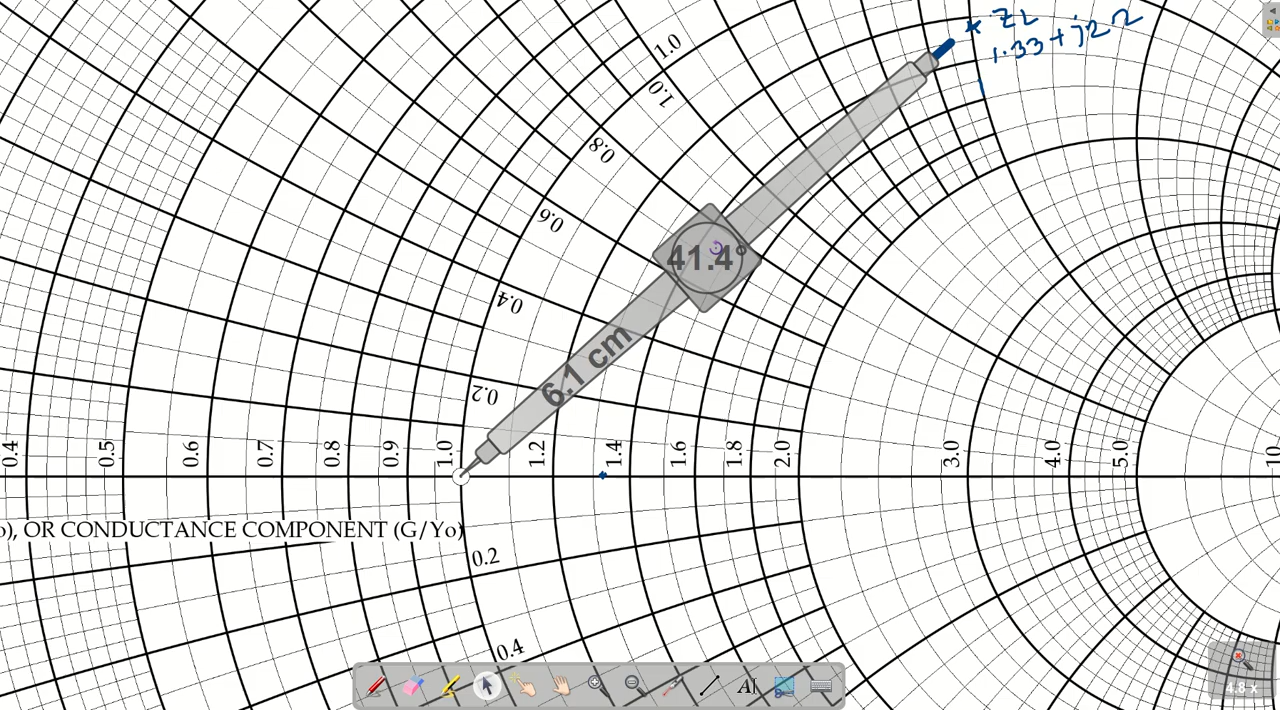 × ZL
1.33 + j2 Ω
1.0
1.0
0.8
0.6
0.4
0.2
41.4°
6.1 cm
0.4 0.5 0.6 0.7 0.8 0.9 1.0 1.2 1.4 1.6 1.8 2.0 3.0 4.0 5.0 10
o), OR CONDUCTANCE COMPONENT (G/Yo)
0.2
0.4
A
4.8 x